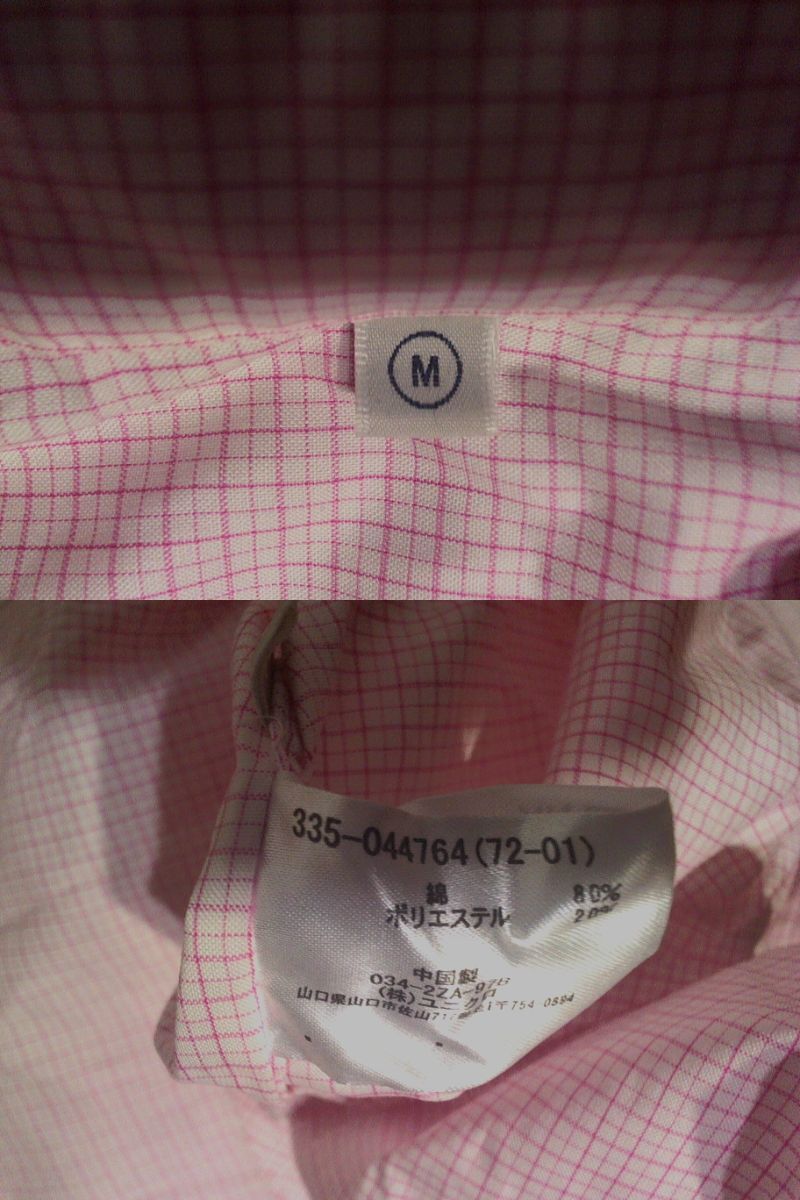 M
335-044764(72-01)
綿 80%
ポリエステル 20%
中国製
034-2ZA-97B
(株)ユニクロ
山口県山口市佐山 〒754 0894